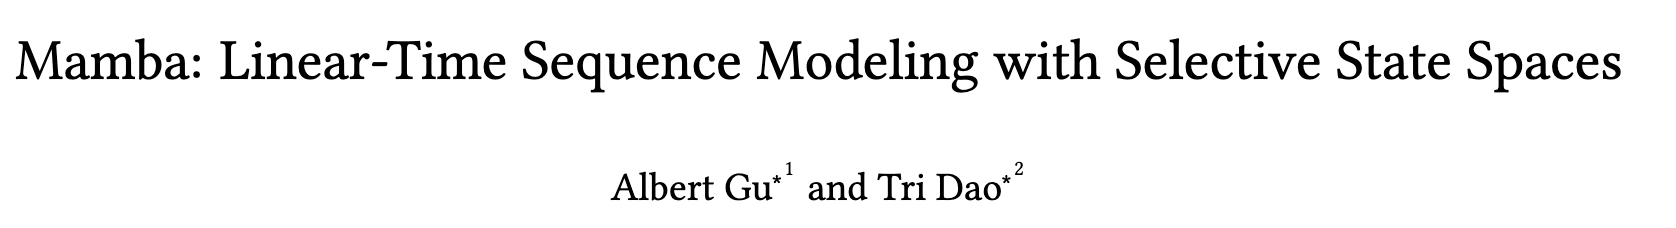 Mamba: Linear-Time Sequence Modeling with Selective State Spaces
Albert Gu*1 and Tri Dao*2